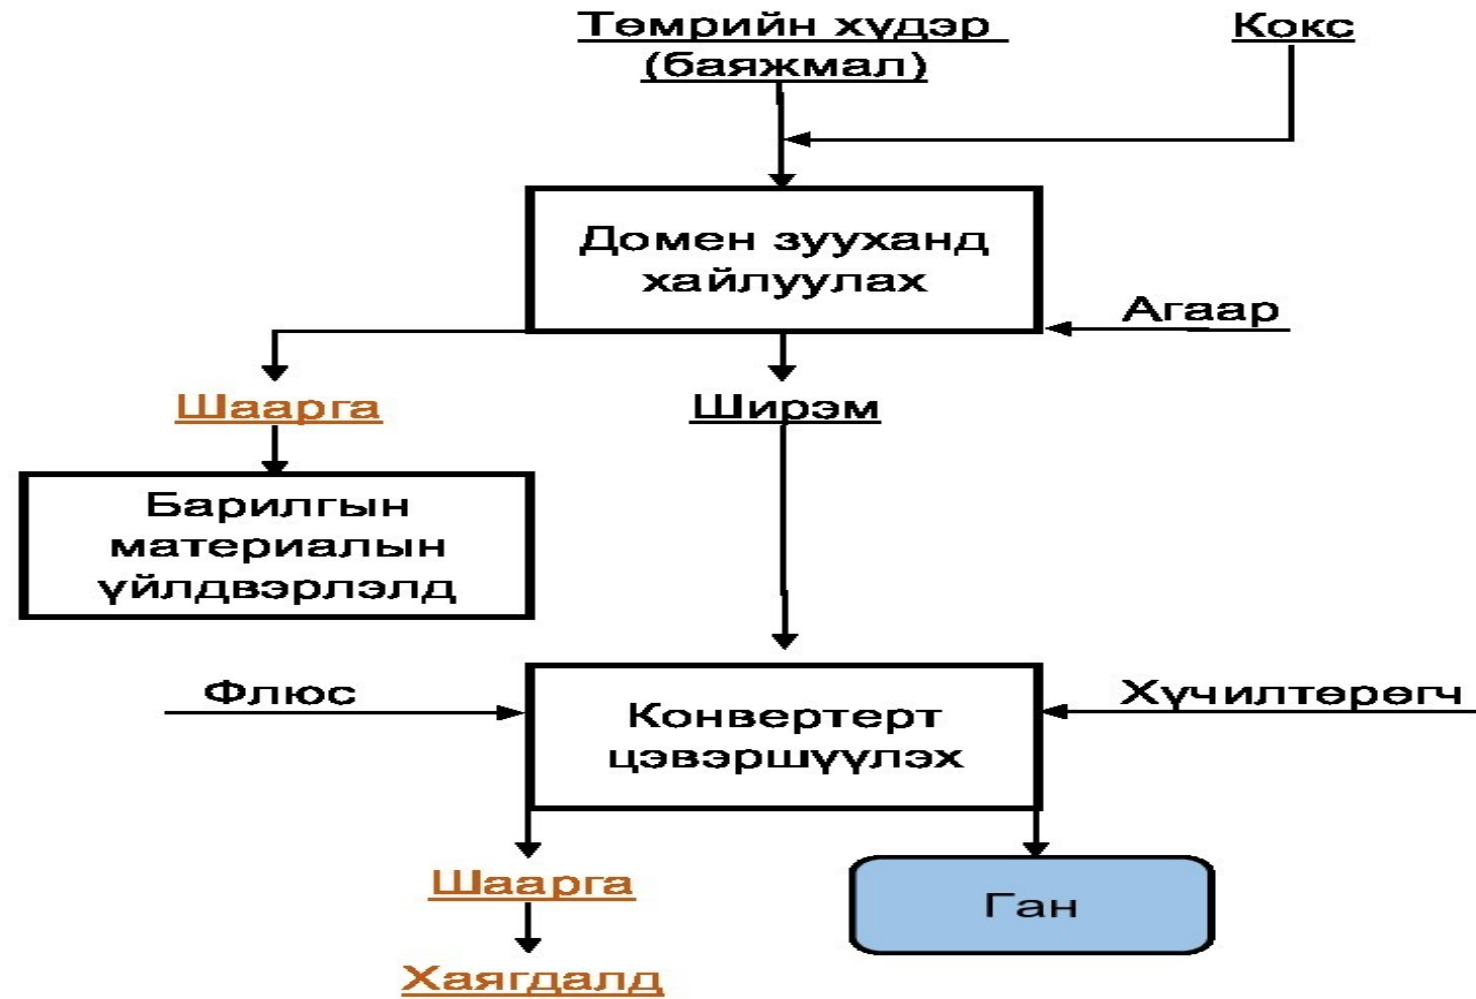 Төмрийн хүдэр
(баяжмал)
Кокс
Домен зууханд
хайлуулах
Агаар
Шаарга
Ширэм
Барилгын
материалын
үйлдвэрлэлд
Флюс
Хүчилтөрөгч
Конвертерт
цэвэршүүлэх
Шаарга
Ган
Хаягдалд